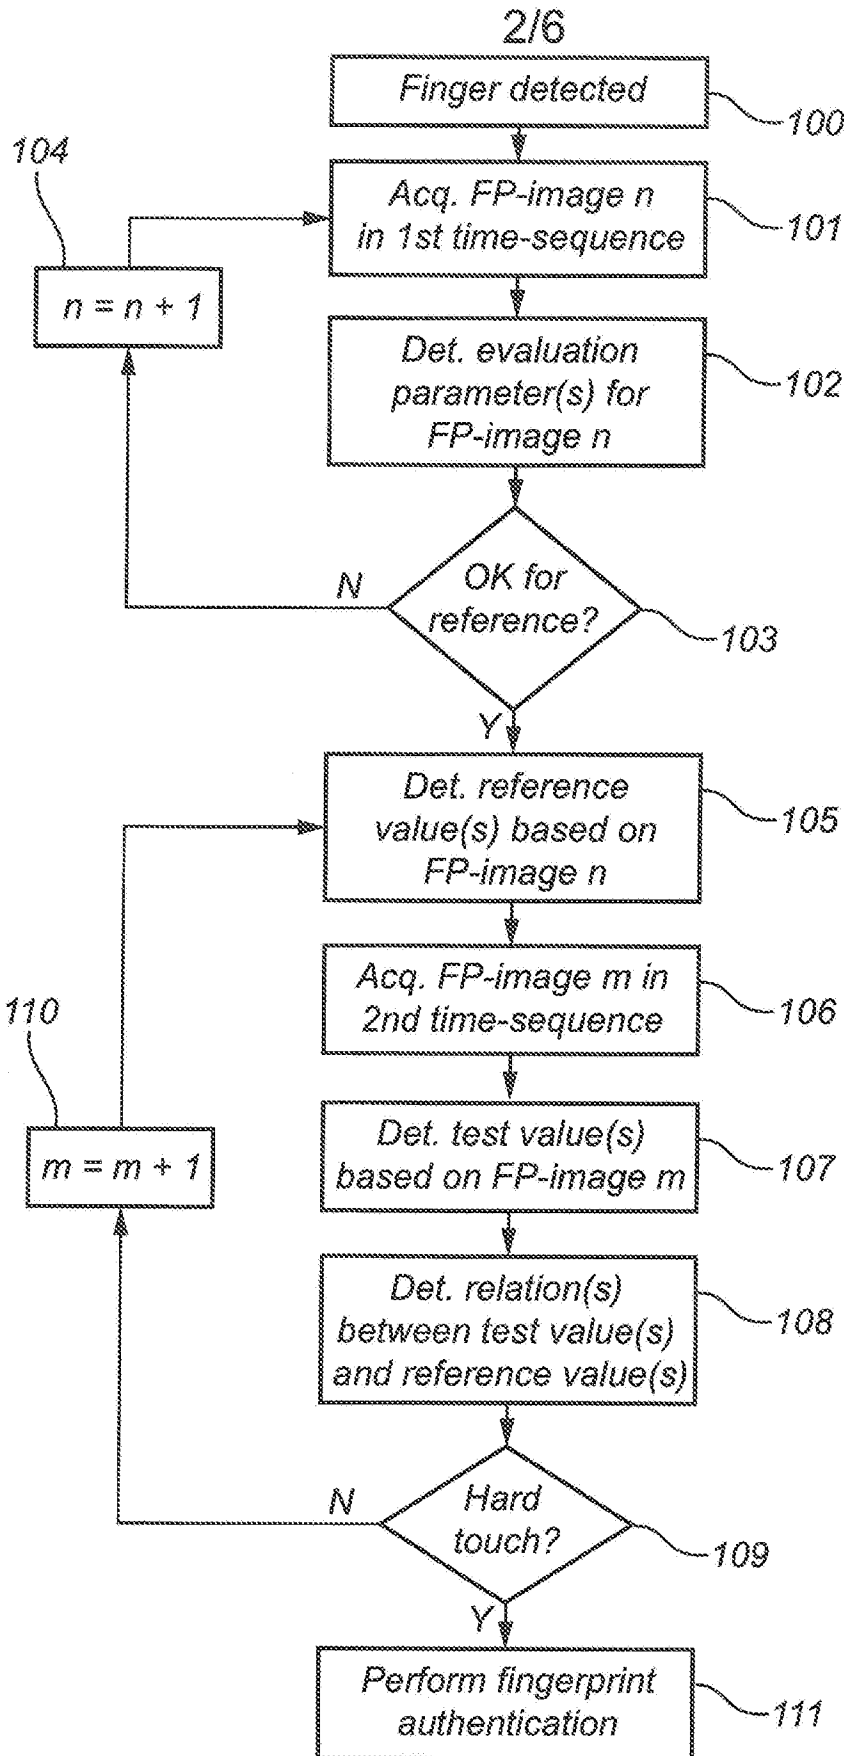 2/6
Finger detected
100
104
Acq. FP-image n
in 1st time-sequence
101
n = n + 1
Det. evaluation
parameter(s) for
FP-image n
102
N
OK for
reference?
103
Y
Det. reference
value(s) based on
FP-image n
105
Acq. FP-image m in
2nd time-sequence
106
110
Det. test value(s)
based on FP-image m
107
m = m + 1
Det. relation(s)
between test value(s)
and reference value(s)
108
N
Hard
touch?
109
Y
Perform fingerprint
authentication
111